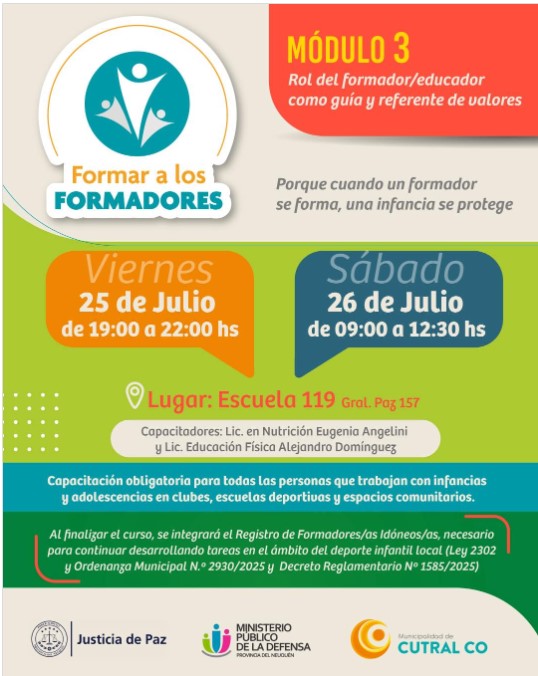 MÓDULO 3
Rol del formador/educador
como guía y referente de valores
Formar a los
FORMADORES
Porque cuando un formador
se forma, una infancia se protege
Viernes
25 de Julio
de 19:00 a 22:00 hs
Sábado
26 de Julio
de 09:00 a 12:30 hs
Lugar: Escuela 119 Gral. Paz 157
Capacitadores: Lic. en Nutrición Eugenia Angelini
y Lic. Educación Física Alejandro Domínguez
Capacitación obligatoria para todas las personas que trabajan con infancias
y adolescencias en clubes, escuelas deportivas y espacios comunitarios.
Al finalizar el curso, se integrará el Registro de Formadores/as Idóneos/as, necesario
para continuar desarrollando tareas en el ámbito del deporte infantil local (Ley 2302
y Ordenanza Municipal N.º 2930/2025 y Decreto Reglamentario Nº 1585/2025)
Justicia de Paz
MINISTERIO
PÚBLICO
DE LA DEFENSA
PROVINCIA DEL NEUQUÉN
Municipalidad de
CUTRAL CO